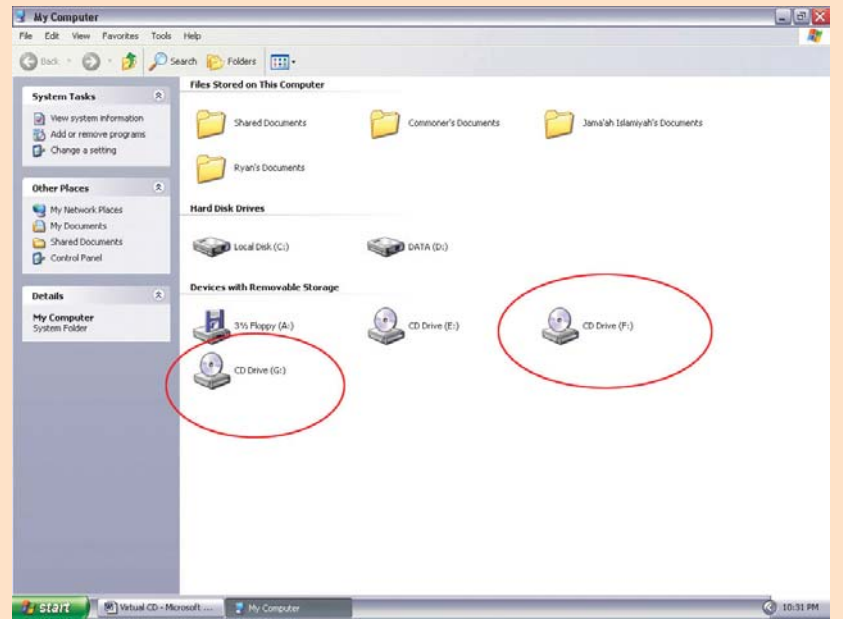 My Computer
File Edit View Favorites Tools Help
Back Search Folders
System Tasks
View system information
Add or remove programs
Change a setting
Other Places
My Network Places
My Documents
Shared Documents
Control Panel
Details
My Computer
System Folder
Files Stored on This Computer
Shared Documents Commoner's Documents Jama'ah Islamiyah's Documents
Ryan's Documents
Hard Disk Drives
Local Disk (C:) DATA (D:)
Devices with Removable Storage
3½ Floppy (A:) CD Drive (E:) CD Drive (F:)
CD Drive (G:)
start Virtual CD - Microsoft .... My Computer 10:31 PM